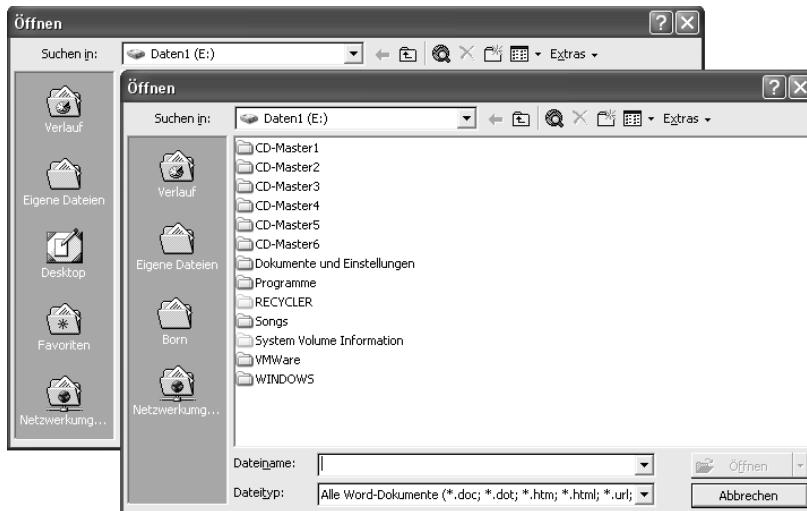 Öffnen
Suchen in: Daten1 (E:) Extras
Verlauf
Eigene Dateien
Desktop
Favoriten
Netzwerkumg...
Öffnen
Suchen in: Daten1 (E:) Extras
Verlauf
Eigene Dateien
Born
Netzwerkumg...
CD-Master1
CD-Master2
CD-Master3
CD-Master4
CD-Master5
CD-Master6
Dokumente und Einstellungen
Programme
RECYCLER
Songs
System Volume Information
VMWare
WINDOWS
Dateiname: Öffnen
Dateityp: Alle Word-Dokumente (*.doc; *.dot; *.htm; *.html; *.url; Abbrechen